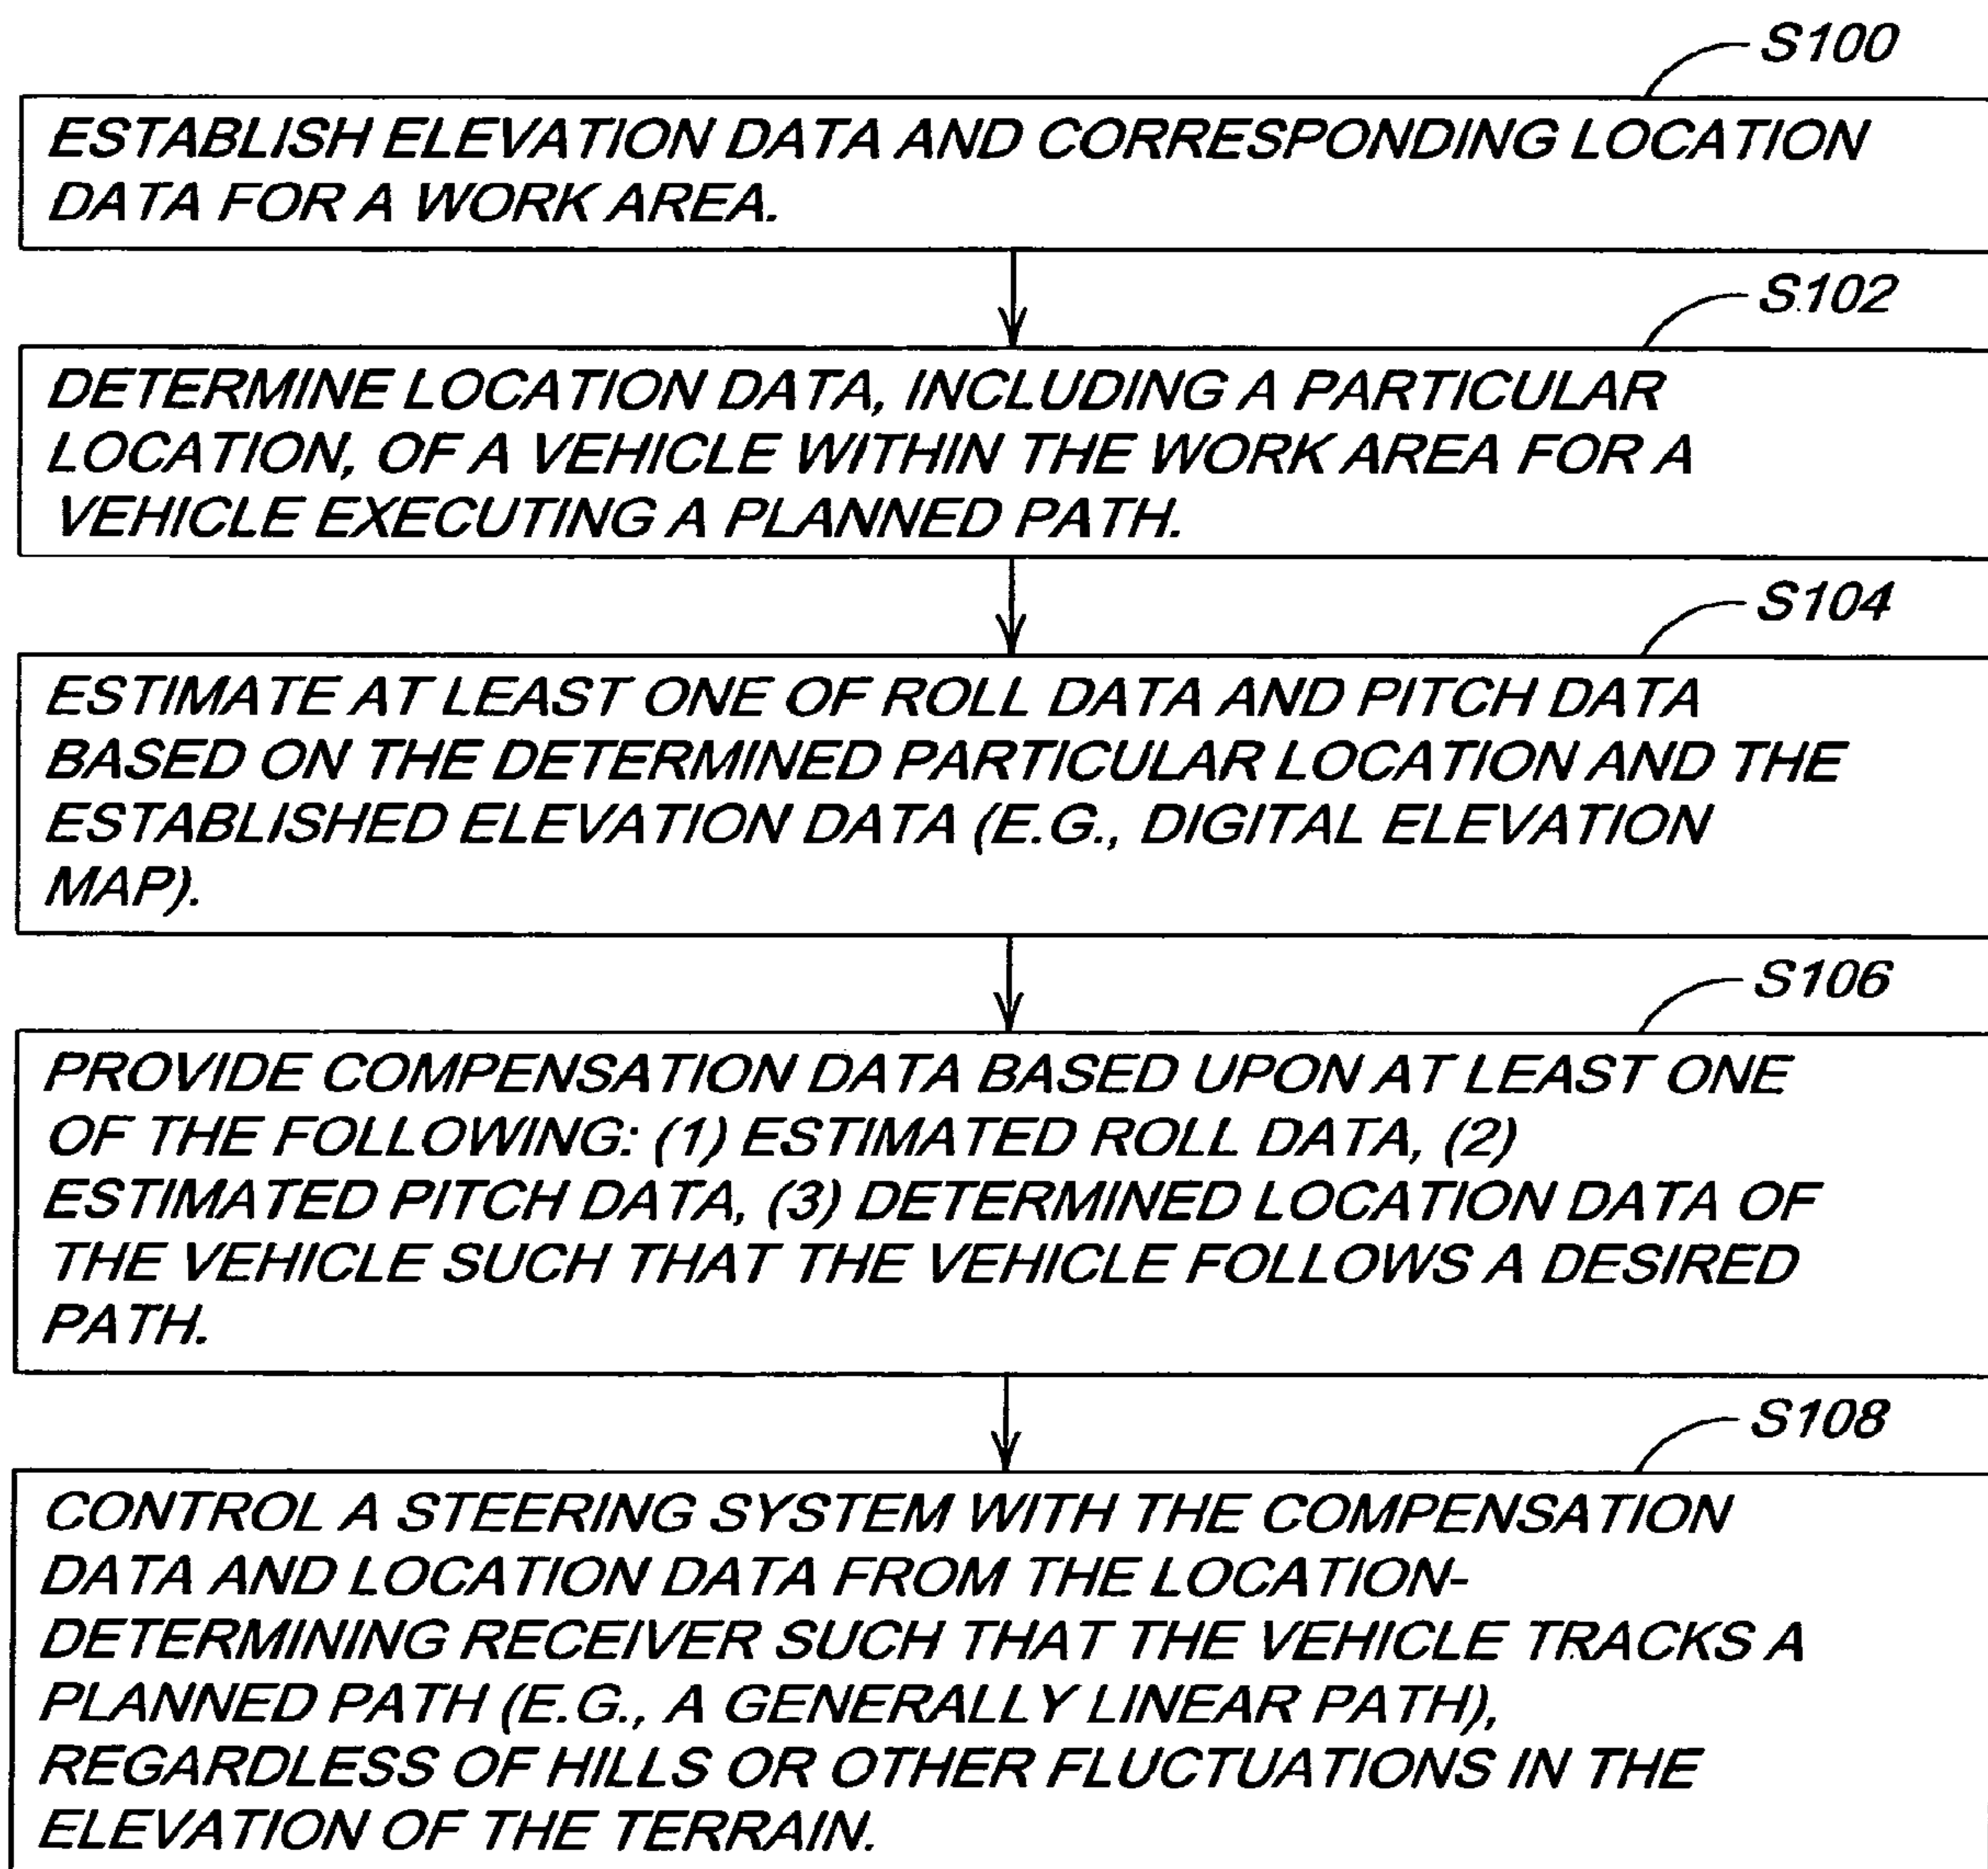 S100
ESTABLISH ELEVATION DATA AND CORRESPONDING LOCATION
DATA FOR A WORK AREA.
S102
DETERMINE LOCATION DATA, INCLUDING A PARTICULAR
LOCATION, OF A VEHICLE WITHIN THE WORK AREA FOR A
VEHICLE EXECUTING A PLANNED PATH.
S104
ESTIMATE AT LEAST ONE OF ROLL DATA AND PITCH DATA
BASED ON THE DETERMINED PARTICULAR LOCATION AND THE
ESTABLISHED ELEVATION DATA (E.G., DIGITAL ELEVATION
MAP).
S106
PROVIDE COMPENSATION DATA BASED UPON AT LEAST ONE
OF THE FOLLOWING: (1) ESTIMATED ROLL DATA, (2)
ESTIMATED PITCH DATA, (3) DETERMINED LOCATION DATA OF
THE VEHICLE SUCH THAT THE VEHICLE FOLLOWS A DESIRED
PATH.
S108
CONTROL A STEERING SYSTEM WITH THE COMPENSATION
DATA AND LOCATION DATA FROM THE LOCATION-
DETERMINING RECEIVER SUCH THAT THE VEHICLE TRACKS A
PLANNED PATH (E.G., A GENERALLY LINEAR PATH),
REGARDLESS OF HILLS OR OTHER FLUCTUATIONS IN THE
ELEVATION OF THE TERRAIN.